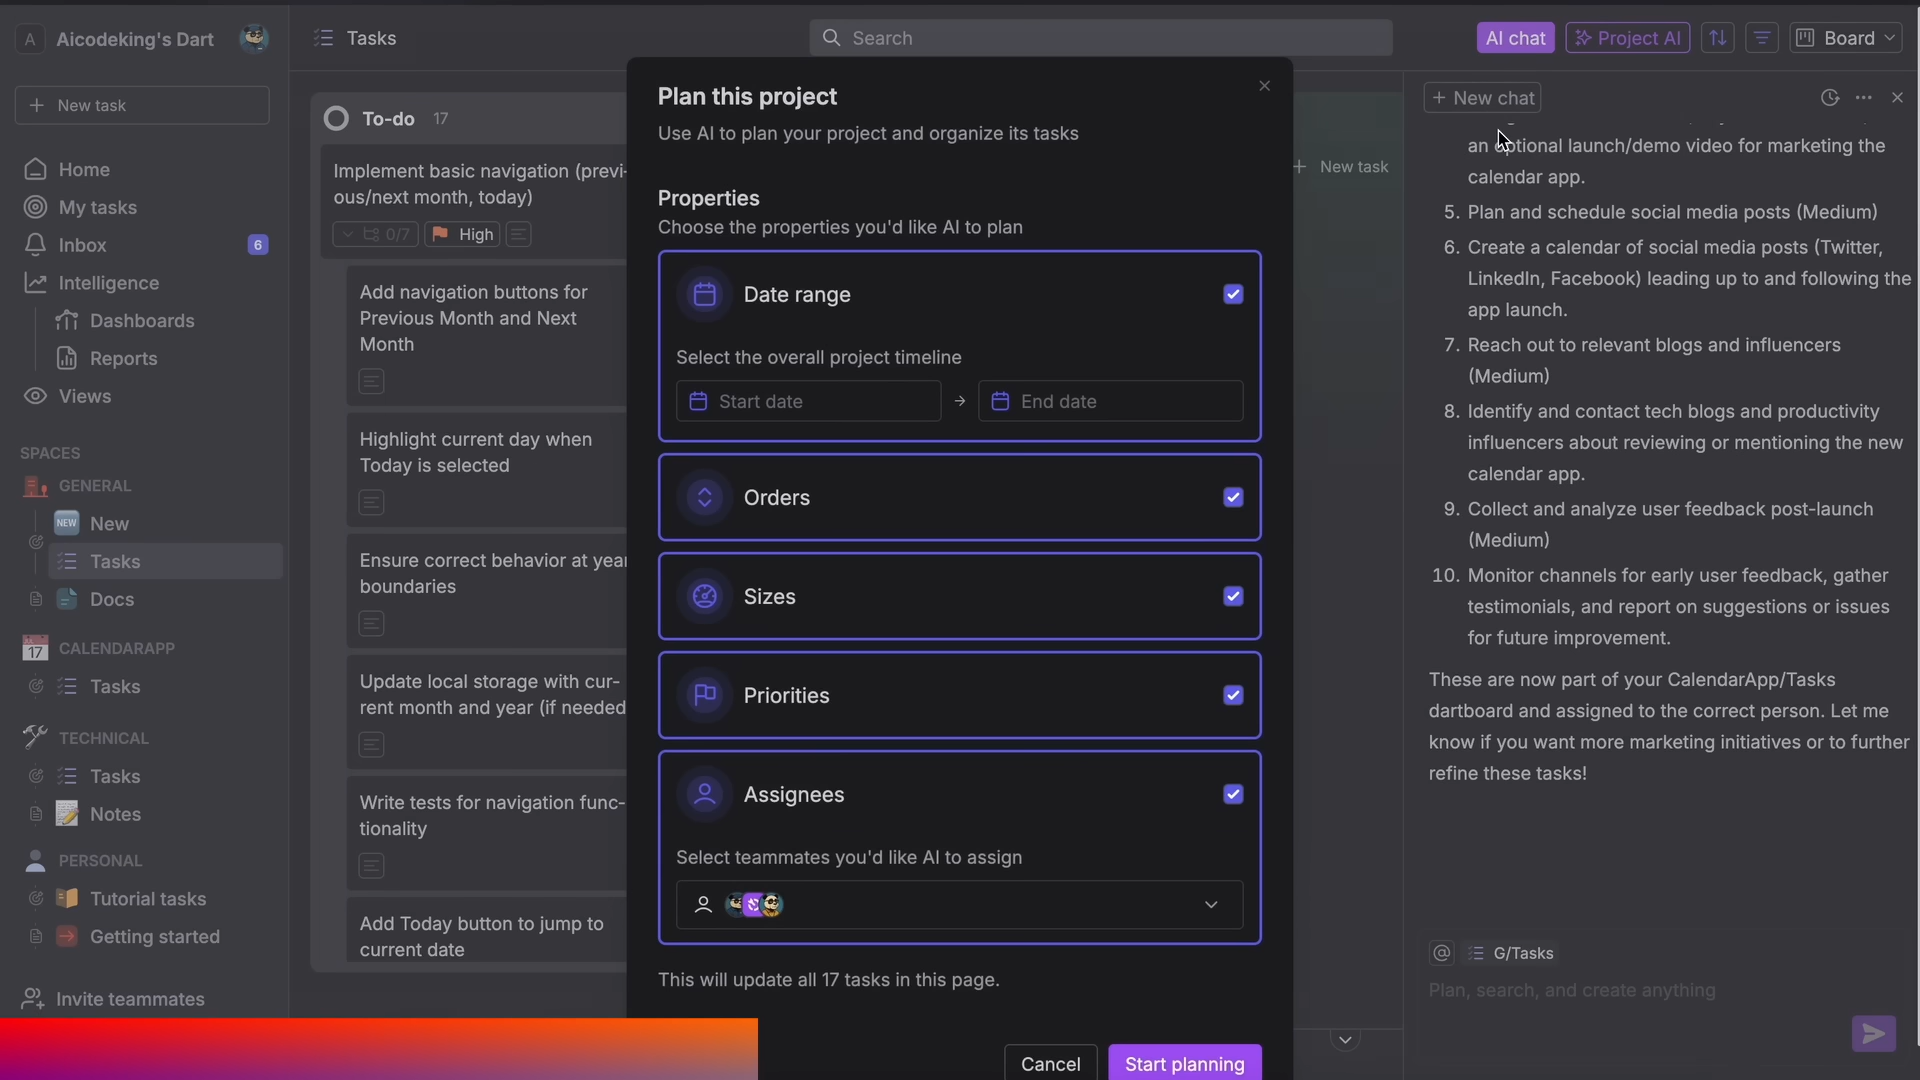 A
Aicodeking's Dart
New task
Home
My tasks
Inbox
6
Intelligence
Dashboards
Reports
Views
SPACES
GENERAL
NEW
New
Tasks
Docs
17
CALENDARAPP
Tasks
TECHNICAL
Tasks
Notes
PERSONAL
Tutorial tasks
Getting started
Invite teammates
Tasks
Search
AI chat
Project AI
Board
To-do 17
Implement basic navigation (previ-
ous/next month, today)
0/7
High
Add navigation buttons for
Previous Month and Next
Month
Highlight current day when
Today is selected
Ensure correct behavior at year
boundaries
Update local storage with cur-
rent month and year (if needed
Write tests for navigation func-
tionality
Add Today button to jump to
current date
New task
Plan this project
Use AI to plan your project and organize its tasks
Properties
Choose the properties you'd like AI to plan
Date range
Select the overall project timeline
Start date
End date
Orders
Sizes
Priorities
Assignees
Select teammates you'd like AI to assign
This will update all 17 tasks in this page.
Cancel
Start planning
New chat
an optional launch/demo video for marketing the
calendar app.
5. Plan and schedule social media posts (Medium)
6. Create a calendar of social media posts (Twitter,
LinkedIn, Facebook) leading up to and following the
app launch.
7. Reach out to relevant blogs and influencers
(Medium)
8. Identify and contact tech blogs and productivity
influencers about reviewing or mentioning the new
calendar app.
9. Collect and analyze user feedback post-launch
(Medium)
10. Monitor channels for early user feedback, gather
testimonials, and report on suggestions or issues
for future improvement.
These are now part of your CalendarApp/Tasks
dartboard and assigned to the correct person. Let me
know if you want more marketing initiatives or to further
refine these tasks!
@
G/Tasks
Plan, search, and create anything